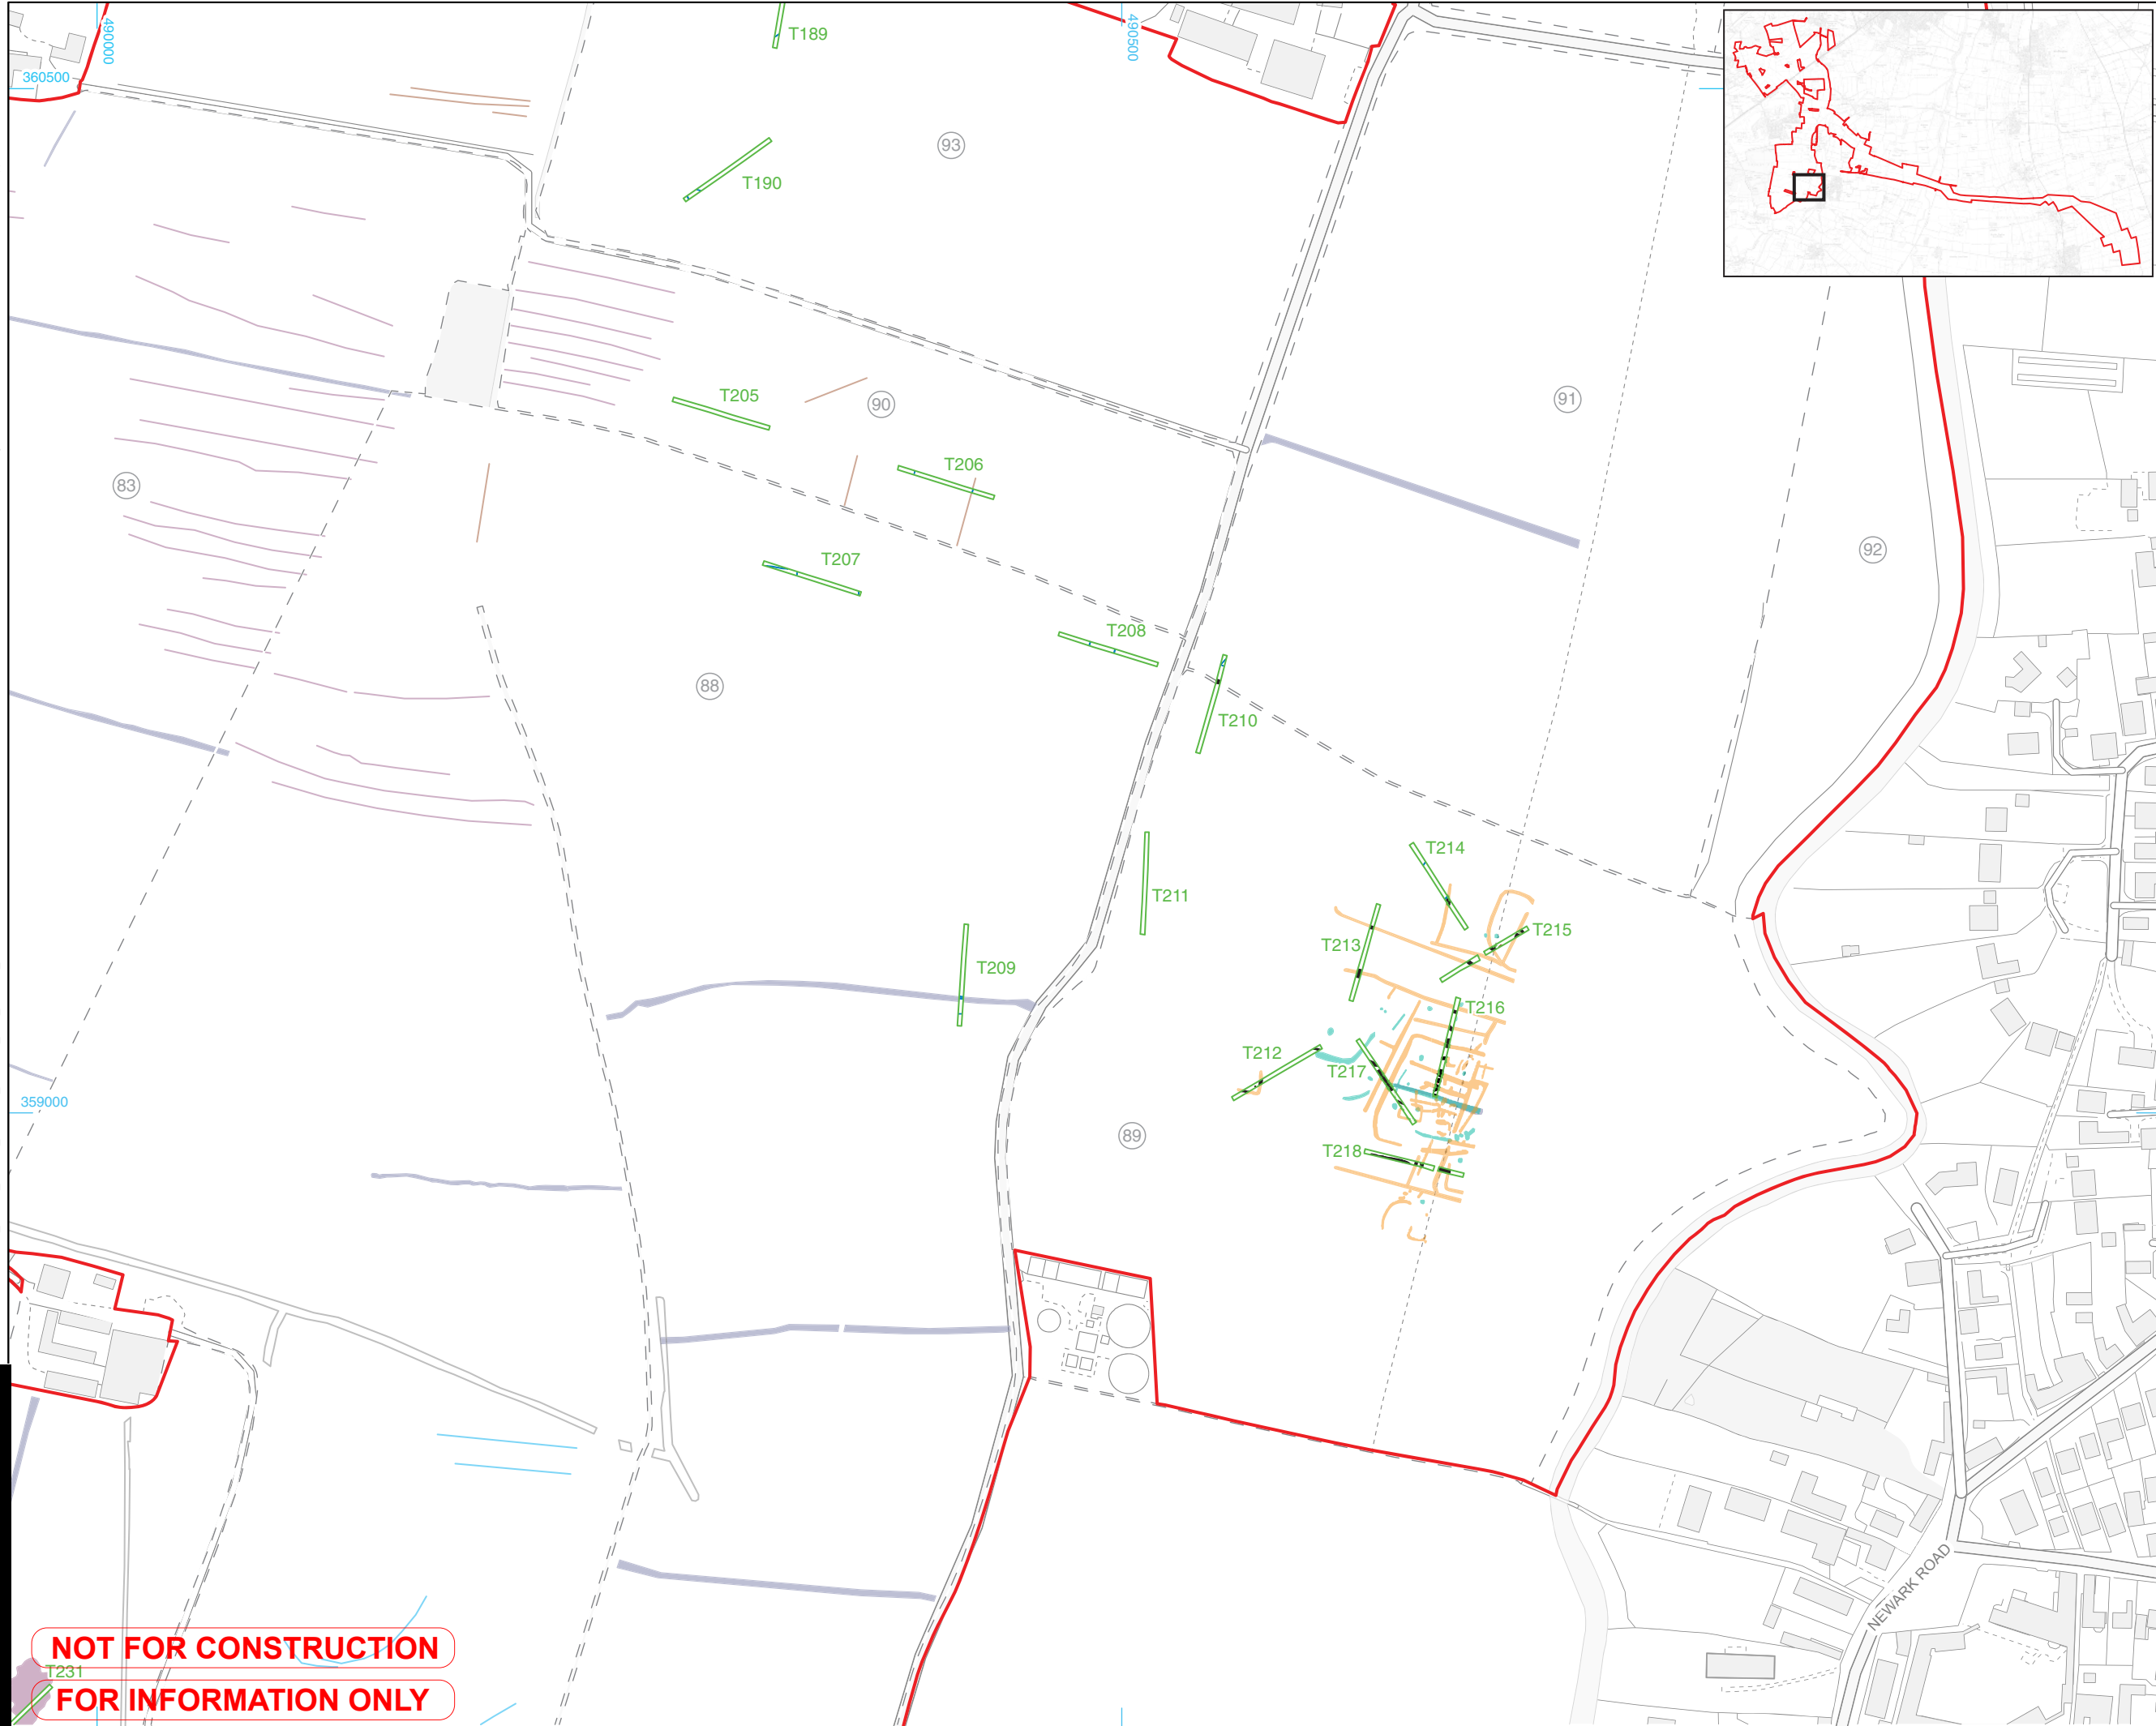 490000
T189
490500
360500
93
T190
T205
90
91
T206
83
92
T207
T208
88
T210
T214
T211
T215
T213
T209
T216
T212
T217
359000
89
T218
NEWARK ROAD
NOT FOR CONSTRUCTION
T231
FOR INFORMATION ONLY